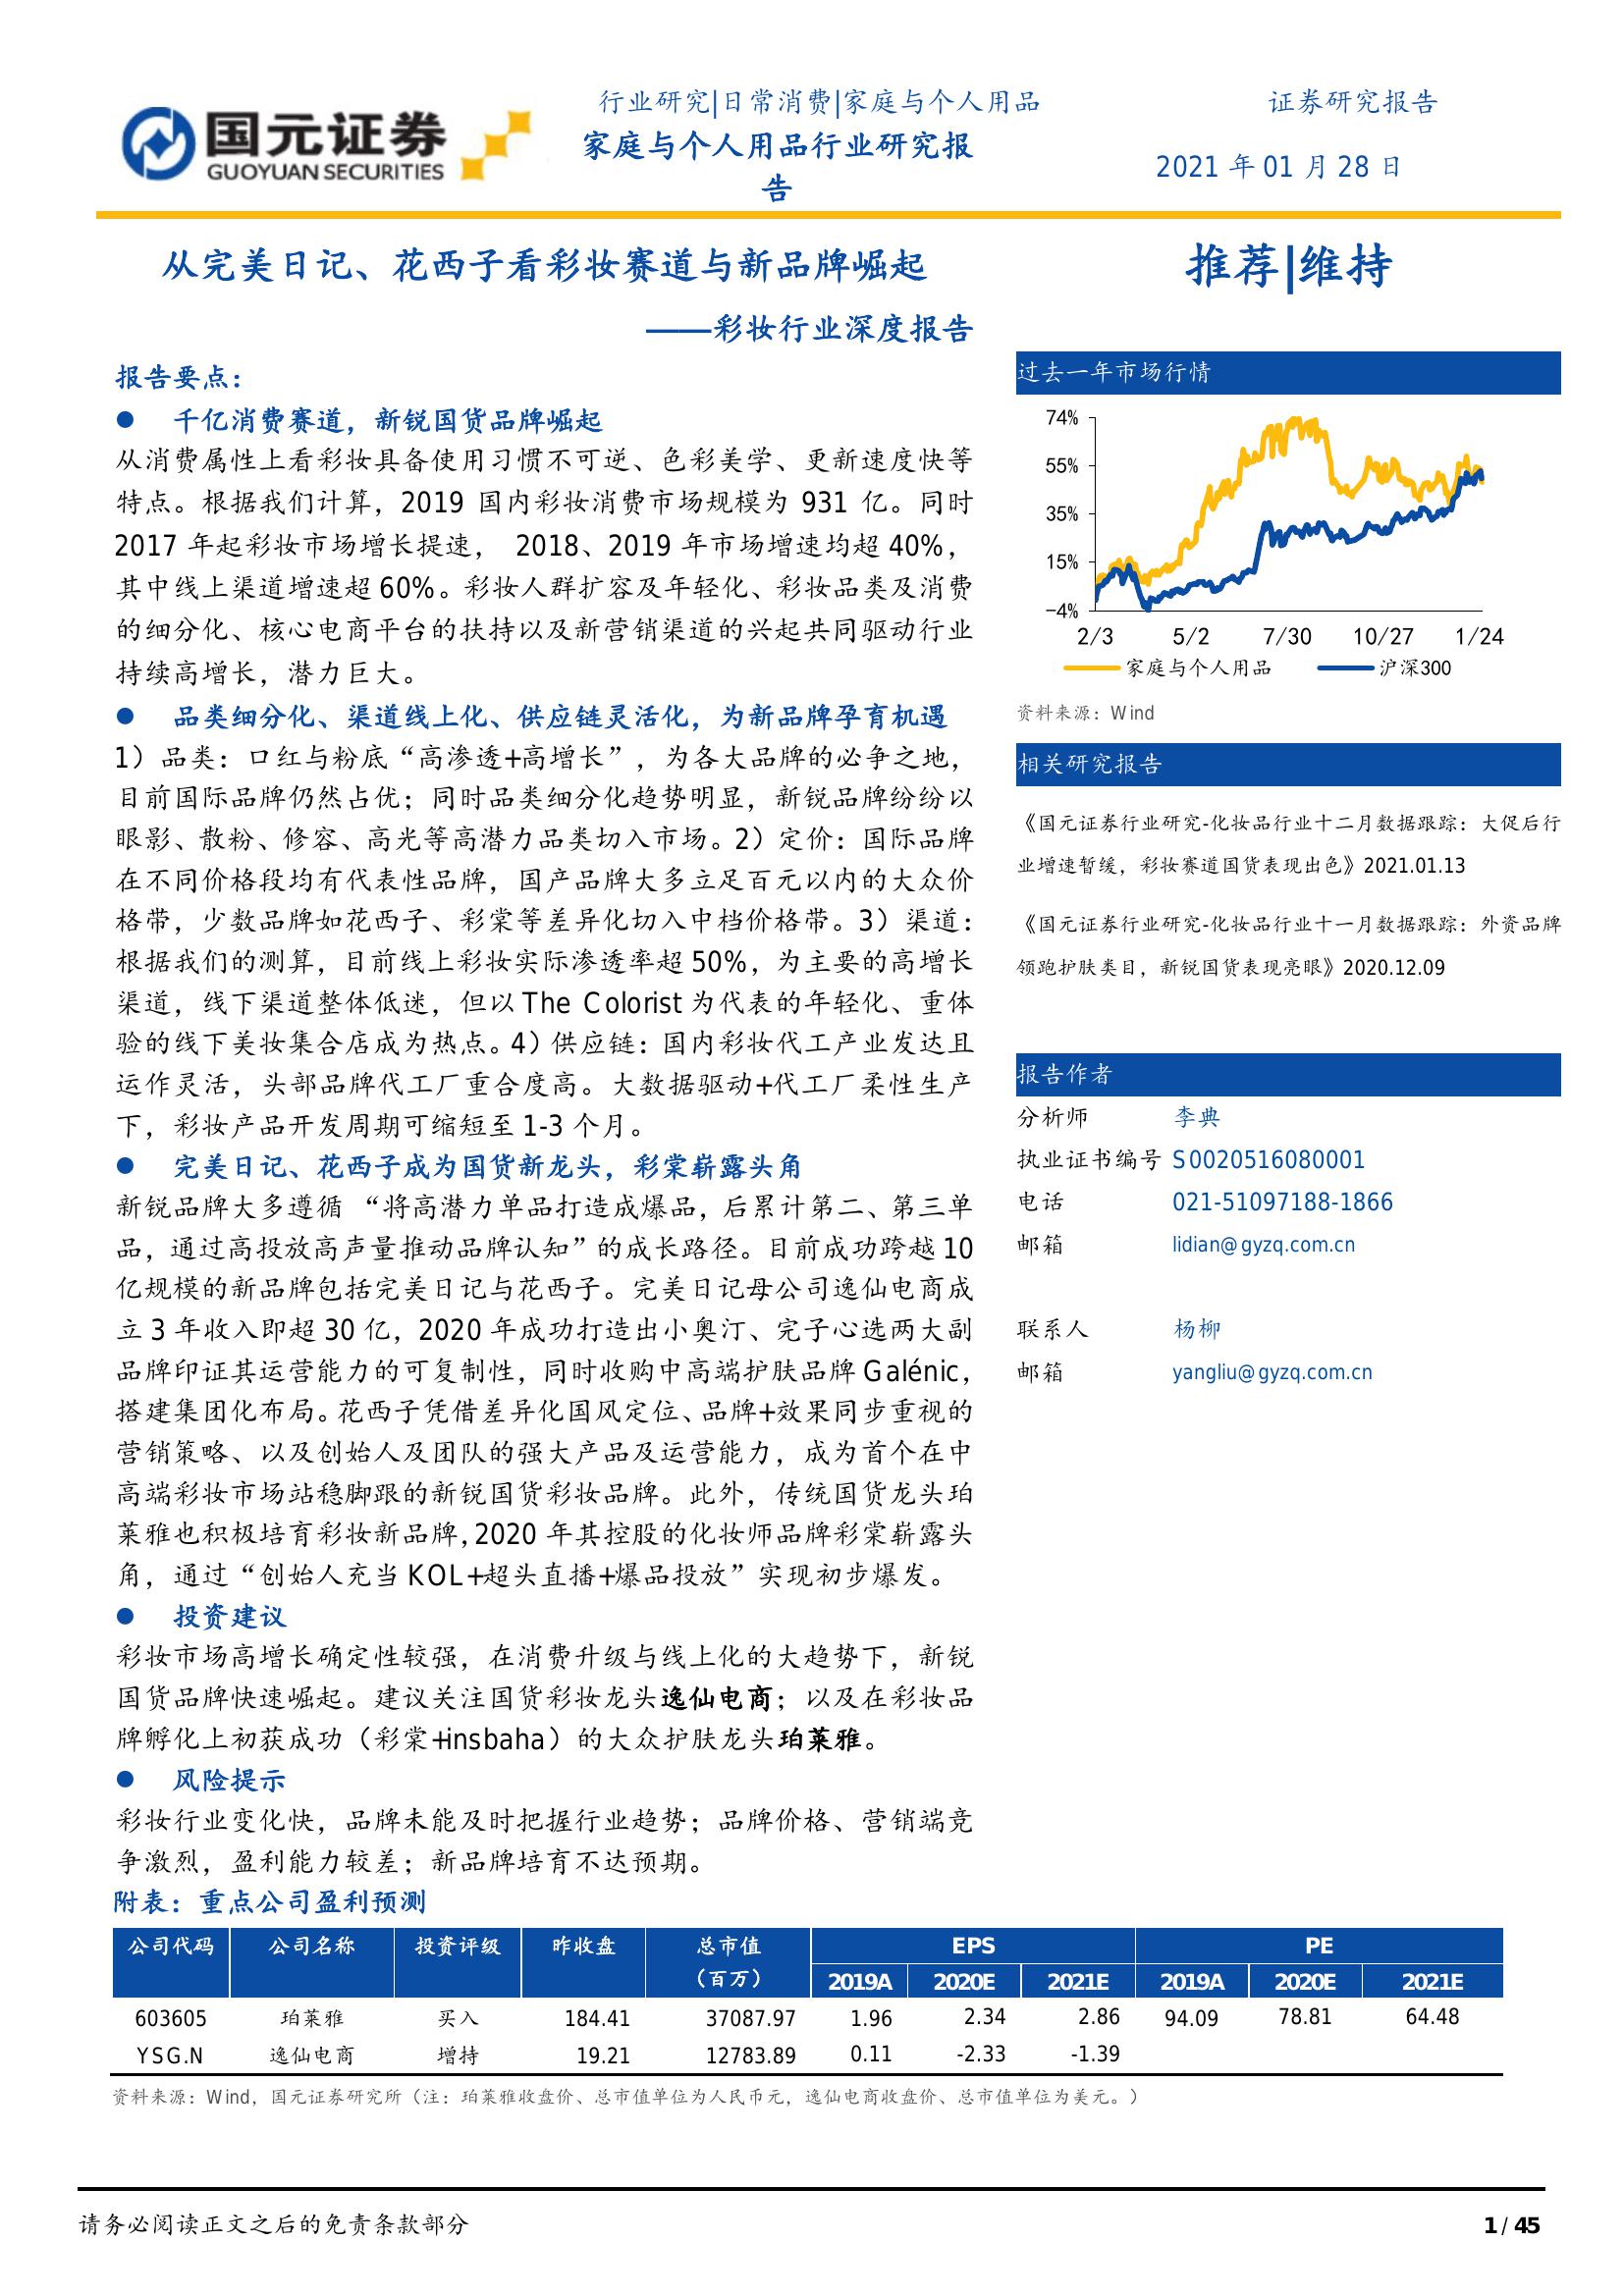 国元证券
GUOYUAN SECURITIES
行业研究|日常消费|家庭与个人用品
家庭与个人用品行业研究报
告
证券研究报告
2021 年 01 月 28 日
从完美日记、花西子看彩妆赛道与新品牌崛起
——彩妆行业深度报告
报告要点：
● 千亿消费赛道，新锐国货品牌崛起
从消费属性上看彩妆具备使用习惯不可逆、色彩美学、更新速度快等
特点。根据我们计算，2019 国内彩妆消费市场规模为 931 亿。同时
2017 年起彩妆市场增长提速， 2018、2019 年市场增速均超 40%，
其中线上渠道增速超 60%。彩妆人群扩容及年轻化、彩妆品类及消费
的细分化、核心电商平台的扶持以及新营销渠道的兴起共同驱动行业
持续高增长，潜力巨大。
● 品类细分化、渠道线上化、供应链灵活化，为新品牌孕育机遇
1）品类：口红与粉底“高渗透+高增长”，为各大品牌的必争之地，
目前国际品牌仍然占优；同时品类细分化趋势明显，新锐品牌纷纷以
眼影、散粉、修容、高光等高潜力品类切入市场。2）定价：国际品牌
在不同价格段均有代表性品牌，国产品牌大多立足百元以内的大众价
格带，少数品牌如花西子、彩棠等差异化切入中档价格带。3）渠道：
根据我们的测算，目前线上彩妆实际渗透率超 50%，为主要的高增长
渠道，线下渠道整体低迷，但以 The Colorist 为代表的年轻化、重体
验的线下美妆集合店成为热点。4）供应链：国内彩妆代工产业发达且
运作灵活，头部品牌代工厂重合度高。大数据驱动+代工厂柔性生产
下，彩妆产品开发周期可缩短至 1-3 个月。
● 完美日记、花西子成为国货新龙头，彩棠崭露头角
新锐品牌大多遵循 “将高潜力单品打造成爆品，后累计第二、第三单
品，通过高投放高声量推动品牌认知”的成长路径。目前成功跨越 10
亿规模的新品牌包括完美日记与花西子。完美日记母公司逸仙电商成
立 3 年收入即超 30 亿，2020 年成功打造出小奥汀、完子心选两大副
品牌印证其运营能力的可复制性，同时收购中高端护肤品牌 Galénic，
搭建集团化布局。花西子凭借差异化国风定位、品牌+效果同步重视的
营销策略、以及创始人及团队的强大产品及运营能力，成为首个在中
高端彩妆市场站稳脚跟的新锐国货彩妆品牌。此外，传统国货龙头珀
莱雅也积极培育彩妆新品牌，2020 年其控股的化妆师品牌彩棠崭露头
角，通过“创始人充当 KOL+超头直播+爆品投放”实现初步爆发。
● 投资建议
彩妆市场高增长确定性较强，在消费升级与线上化的大趋势下，新锐
国货品牌快速崛起。建议关注国货彩妆龙头逸仙电商；以及在彩妆品
牌孵化上初获成功（彩棠+insbaha）的大众护肤龙头珀莱雅。
● 风险提示
彩妆行业变化快，品牌未能及时把握行业趋势；品牌价格、营销端竞
争激烈，盈利能力较差；新品牌培育不达预期。
推荐|维持
过去一年市场行情
74%
55%
35%
15%
-4%
2/3 5/2 7/30 10/27 1/24
家庭与个人用品 沪深300
资料来源：Wind
相关研究报告
《国元证券行业研究-化妆品行业十二月数据跟踪：大促后行
业增速暂缓，彩妆赛道国货表现出色》2021.01.13
《国元证券行业研究-化妆品行业十一月数据跟踪：外资品牌
领跑护肤类目，新锐国货表现亮眼》2020.12.09
报告作者
分析师 李典
执业证书编号 S0020516080001
电话 021-51097188-1866
邮箱 lidian@gyzq.com.cn
联系人 杨柳
邮箱 yangliu@gyzq.com.cn
附表：重点公司盈利预测
公司代码 公司名称 投资评级 昨收盘 总市值 EPS PE
（百万） 2019A 2020E 2021E 2019A 2020E 2021E
603605 珀莱雅 买入 184.41 37087.97 1.96 2.34 2.86 94.09 78.81 64.48
YSG.N 逸仙电商 增持 19.21 12783.89 0.11 -2.33 -1.39
资料来源：Wind，国元证券研究所（注：珀莱雅收盘价、总市值单位为人民币元，逸仙电商收盘价、总市值单位为美元。）
请务必阅读正文之后的免责条款部分
1 / 45